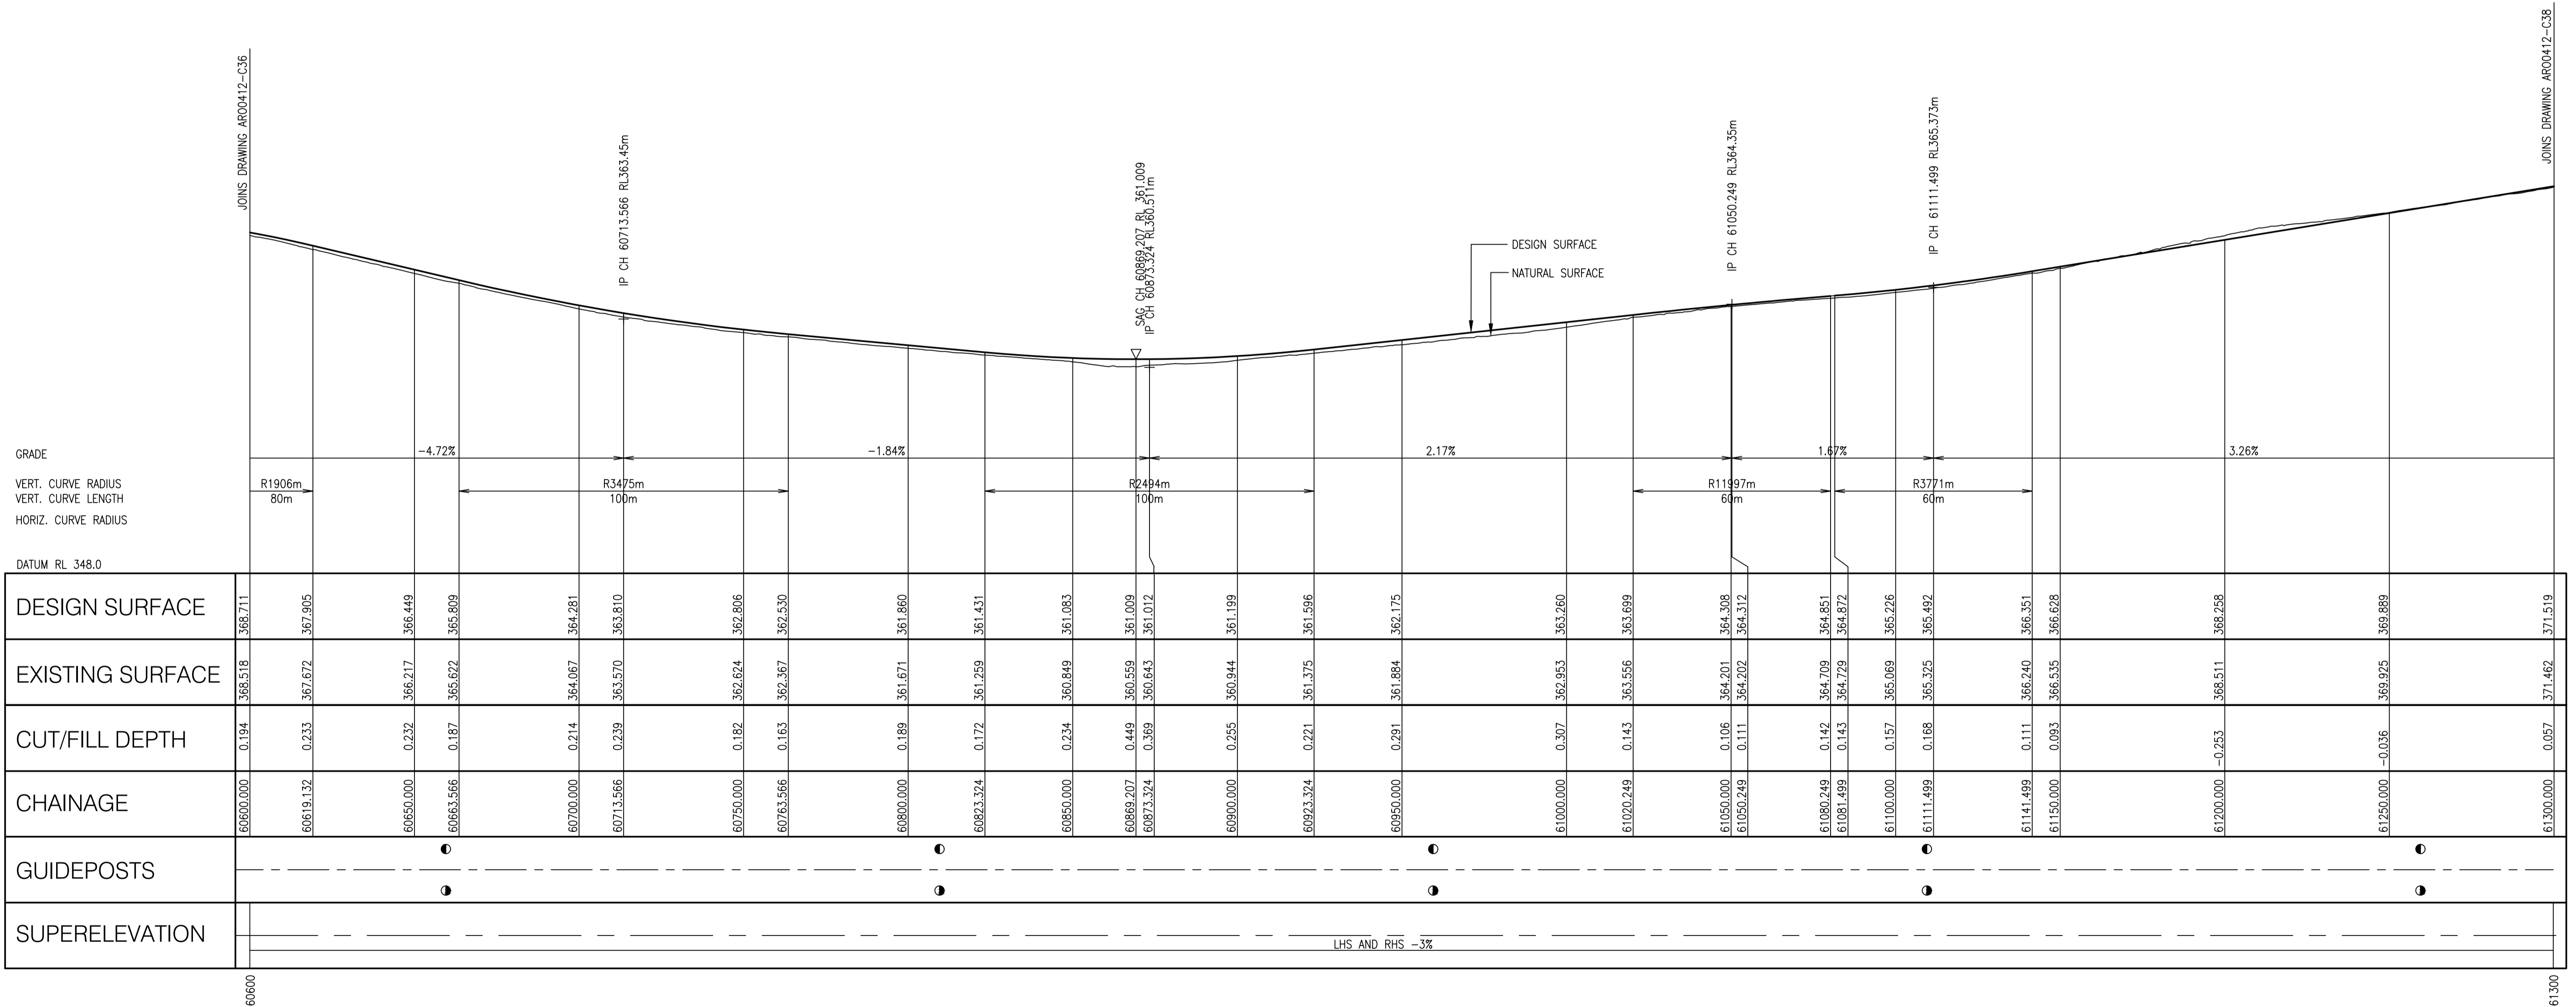 JOINS DRAWING AR00412-C36
JOINS DRAWING AR00412-C38
IP CH 60713.566 RL363.45m
SAG CH 60869.207 RL 361.009
IP CH 60873.324 RL360.511m
IP CH 61050.249 RL364.35m
IP CH 61111.499 RL365.373m
DESIGN SURFACE
NATURAL SURFACE
GRADE -4.72% -1.84% 2.17% 1.67% 3.26%
VERT. CURVE RADIUS R1906m R3475m R2494m R11997m R3771m
VERT. CURVE LENGTH 80m 100m 100m 60m 60m
HORIZ. CURVE RADIUS
DATUM RL 348.0
DESIGN SURFACE 368.711 367.905 366.449 365.809 364.281 363.810 362.806 362.530 361.860 361.431 361.083 361.009 361.012 361.199 361.596 362.175 363.260 363.699 364.308 364.312 364.851 364.872 365.226 365.492 366.351 366.628 368.258 369.889 371.519
EXISTING SURFACE 368.518 367.672 366.217 365.622 364.067 363.570 362.624 362.367 361.671 361.259 360.849 360.559 360.643 360.944 361.375 361.884 362.953 363.556 364.201 364.202 364.709 364.729 365.069 365.325 366.240 366.535 368.511 369.925 371.462
CUT/FILL DEPTH 0.194 0.233 0.232 0.187 0.214 0.239 0.182 0.163 0.189 0.172 0.234 0.449 0.369 0.255 0.221 0.291 0.307 0.143 0.106 0.111 0.142 0.143 0.157 0.168 0.111 0.093 -0.253 -0.036 0.057
CHAINAGE 60600.000 60619.132 60650.000 60663.566 60700.000 60713.566 60750.000 60763.566 60800.000 60823.324 60850.000 60869.207 60873.324 60900.000 60923.324 60950.000 61000.000 61020.249 61050.000 61050.249 61080.249 61081.499 61100.000 61111.499 61141.499 61150.000 61200.000 61250.000 61300.000
GUIDEPOSTS
SUPERELEVATION
LHS AND RHS -3%
60600
61300